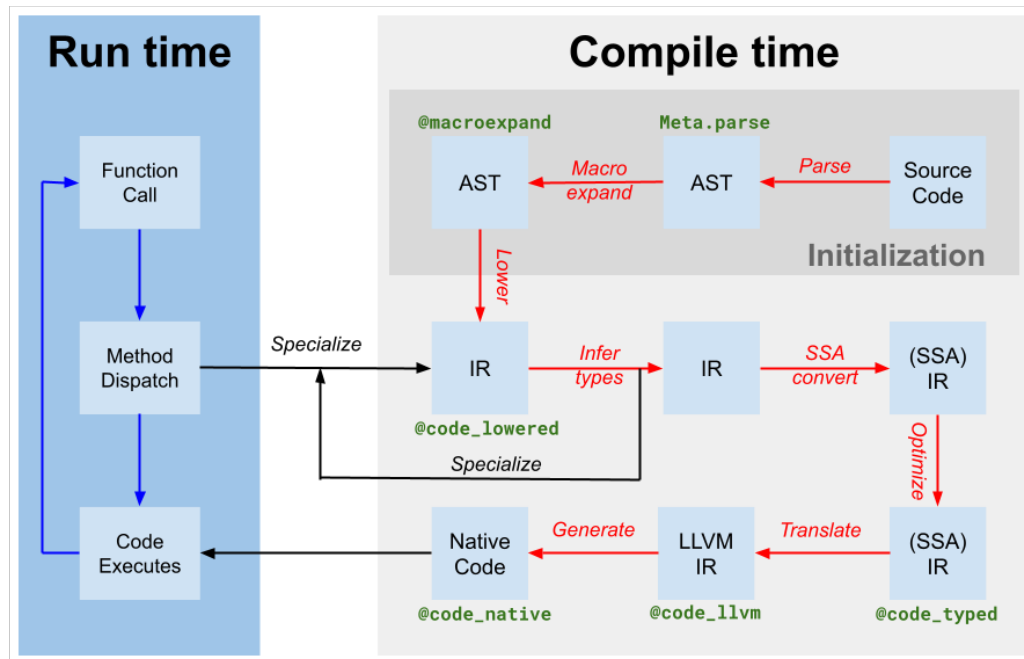 Run time
Compile time
@macroexpand
Meta.parse
Function
Call
AST
Macro
expand
AST
Parse
Source
Code
Initialization
Lower
Method
Dispatch
Specialize
IR
Infer
types
IR
SSA
convert
(SSA)
IR
@code_lowered
Specialize
Optimize
Code
Executes
Native
Code
Generate
LLVM
IR
Translate
(SSA)
IR
@code_native
@code_llvm
@code_typed